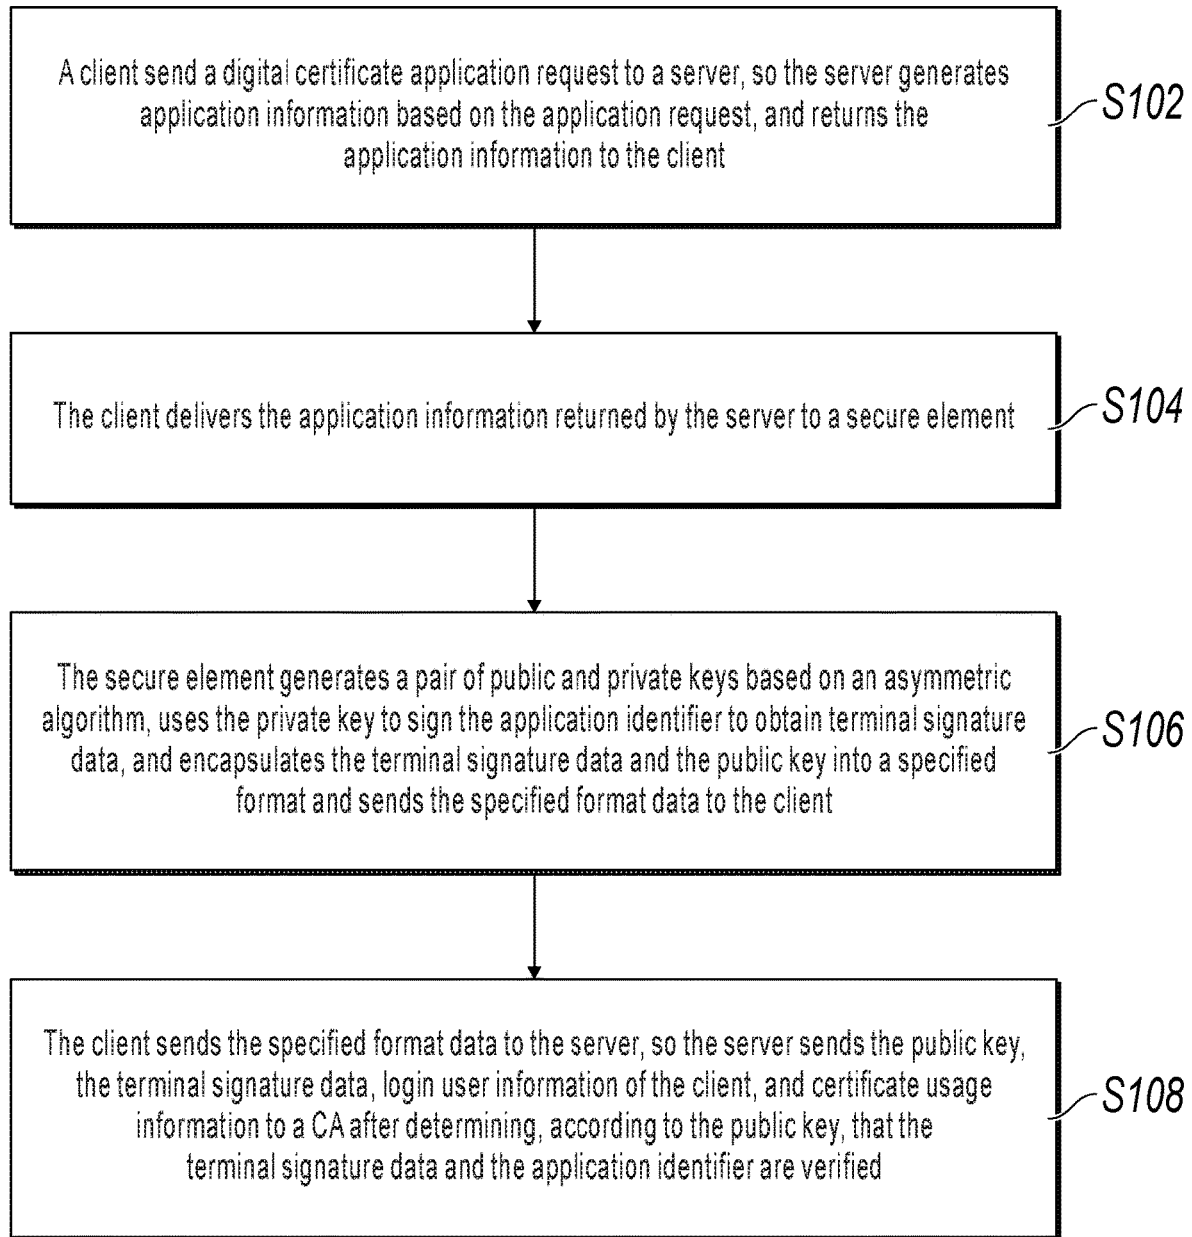 A client send a digital certificate application request to a server, so the server generates
application information based on the application request, and returns the
application information to the client
S102
The client delivers the application information returned by the server to a secure element
S104
The secure element generates a pair of public and private keys based on an asymmetric
algorithm, uses the private key to sign the application identifier to obtain terminal signature
data, and encapsulates the terminal signature data and the public key into a specified
format and sends the specified format data to the client
S106
The client sends the specified format data to the server, so the server sends the public key,
the terminal signature data, login user information of the client, and certificate usage
information to a CA after determining, according to the public key, that the
terminal signature data and the application identifier are verified
S108